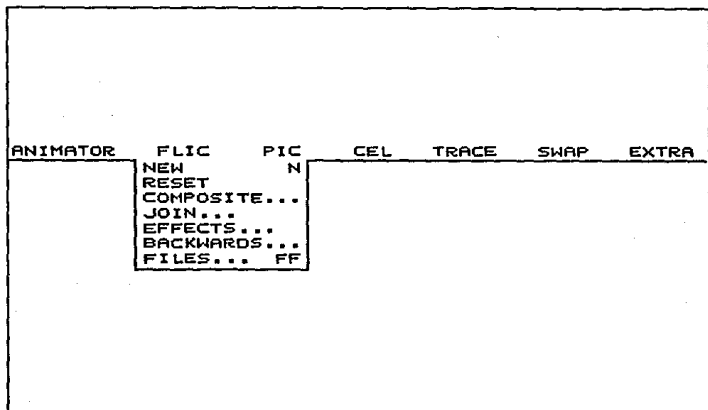 ANIMATOR FLIC PIC CEL TRACE SWAP EXTRA
NEW N
RESET
COMPOSITE...
JOIN...
EFFECTS...
BACKWARDS...
FILES... FF